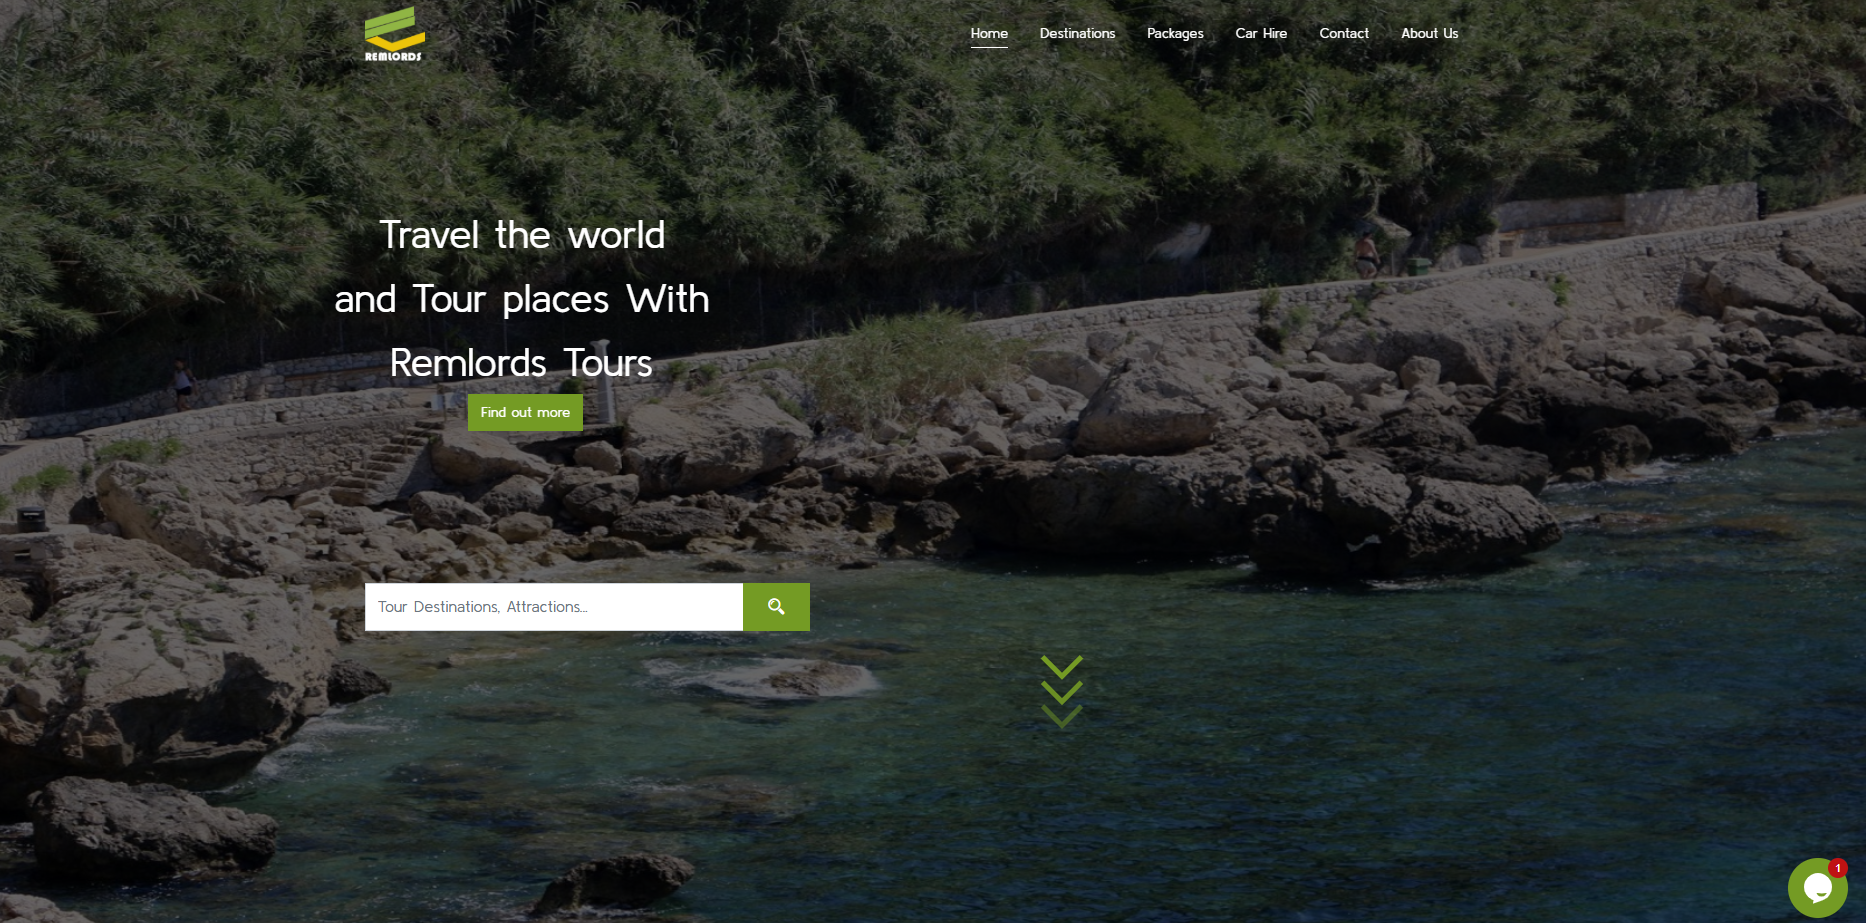 REMLORDS
Home Destinations Packages Car Hire Contact About Us
Travel the world
and Tour places With
Remlords Tours
Find out more
Tour Destinations, Attractions...
1